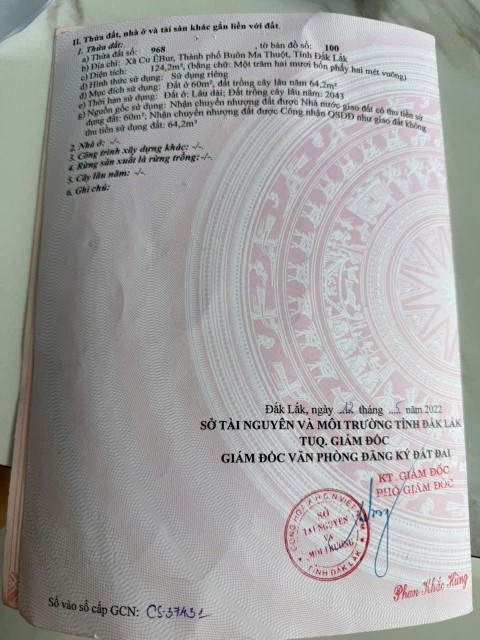 II. Thửa đất, nhà ở và tài sản khác gắn liền với đất
1. Thửa đất:
a) Thửa đất số: 968 , tờ bản đồ số: 100
b) Địa chỉ: Xã Cư ÊBur, Thành phố Buôn Ma Thuột, Tỉnh Đắk Lắk
c) Diện tích: 124,2m², (bằng chữ: Một trăm hai mươi bốn phẩy hai mét vuông)
d) Hình thức sử dụng: Sử dụng riêng
đ) Mục đích sử dụng: Đất ở 60m², đất trồng cây lâu năm 64,2m²
e) Thời hạn sử dụng: Đất ở: Lâu dài; Đất trồng cây lâu năm: 2043
g) Nguồn gốc sử dụng: Nhận chuyển nhượng đất được Nhà nước giao đất có thu tiền sử
dụng đất: 60m²; Nhận chuyển nhượng đất được Công nhận QSDĐ như giao đất không
thu tiền sử dụng đất: 64,2m²
2. Nhà ở: -/-
3. Công trình xây dựng khác: -/-
4. Rừng sản xuất là rừng trồng: -/-
5. Cây lâu năm: -/-
6. Ghi chú:
Đắk Lắk, ngày 12 tháng 5 năm 2022
SỞ TÀI NGUYÊN VÀ MÔI TRƯỜNG TỈNH ĐẮK LẮK
TUQ. GIÁM ĐỐC
GIÁM ĐỐC VĂN PHÒNG ĐĂNG KÝ ĐẤT ĐAI
KT. GIÁM ĐỐC
PHÓ GIÁM ĐỐC
CỘNG HÒA X.H.C.N VIỆT
SỞ
TÀI NGUYÊN
VÀ
MÔI TRƯỜNG
TỈNH ĐẮK LẮK
Phan Khắc Hùng
Số vào sổ cấp GCN: CS-37431